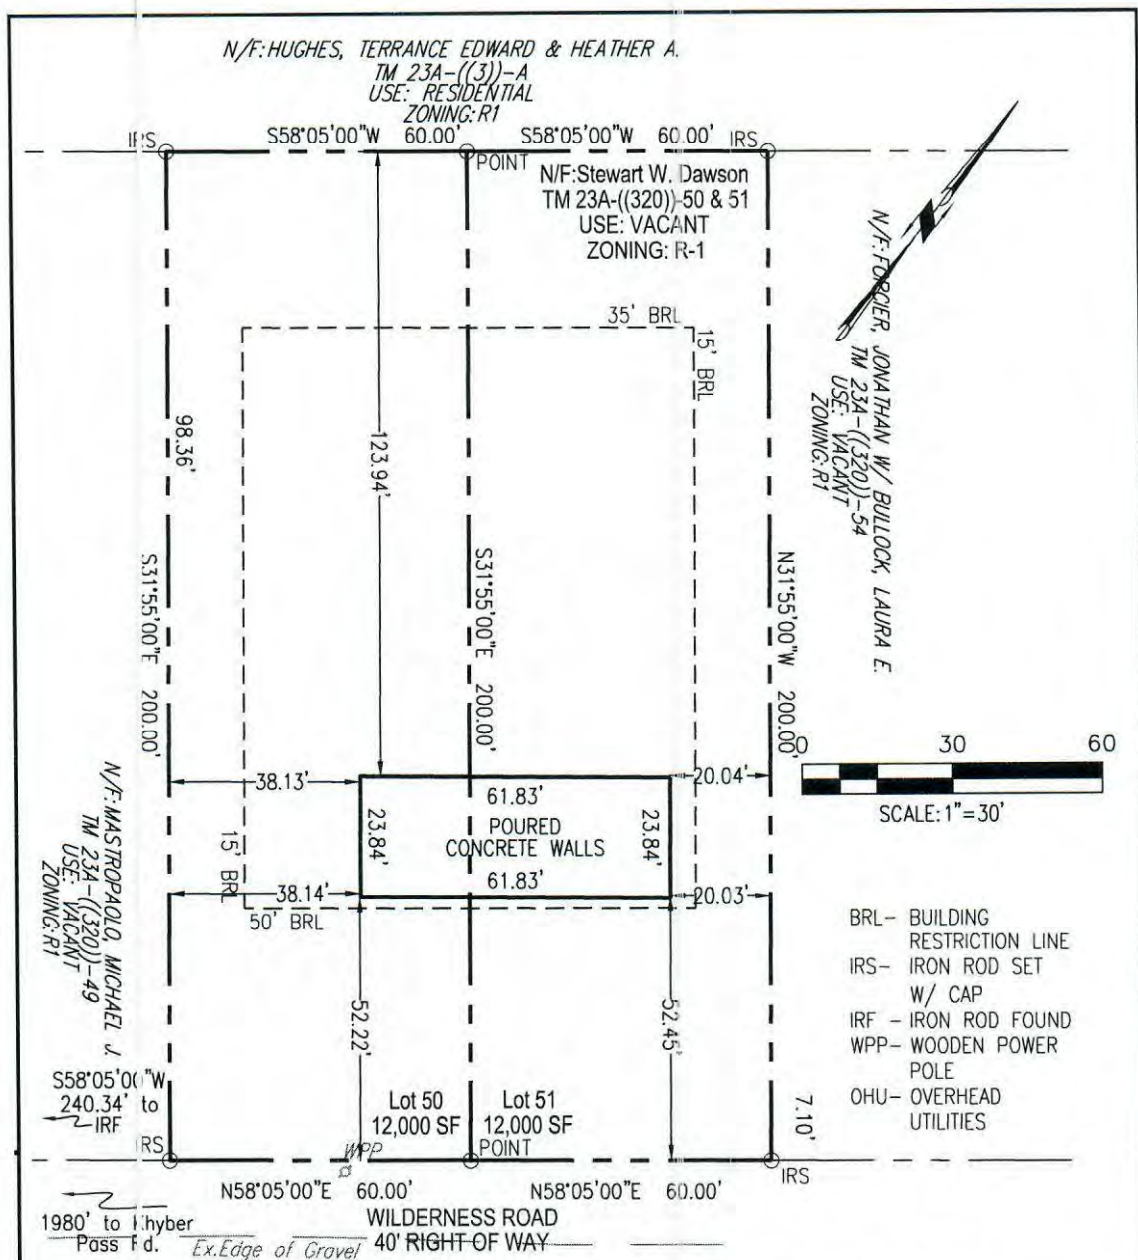 N/F: HUGHES, TERRANCE EDWARD & HEATHER A.
TM 23A-((3))-A
USE: RESIDENTIAL
ZONING: R1
IRS
S58°05'00"W 60.00'
S58°05'00"W 60.00'
IRS
POINT
N/F:Stewart W. Dawson
TM 23A-((320))-50 & 51
USE: VACANT
ZONING: R-1
N/F: FORCIER, JONATHAN W/ BULLOCK, LAURA E.
TM 23A-((320))-54
USE: VACANT
ZONING: R1
35' BRL
15' BRL
98.36'
123.94'
S31°55'00"E 200.00'
S31°55'00"E 200.00'
N31°55'00"W 200.00'
0 30 60
SCALE: 1"=30'
38.13'
61.83'
20.04'
POURED
CONCRETE WALLS
23.84'
23.84'
61.83'
15' BRL
38.14'
20.03'
50' BRL
N/F: MASTROPAOLO, MICHAEL J.
TM 23A-((320))-49
USE: VACANT
ZONING: R1
BRL- BUILDING
RESTRICTION LINE
IRS- IRON ROD SET
W/ CAP
IRF - IRON ROD FOUND
WPP- WOODEN POWER
POLE
OHU- OVERHEAD
UTILITIES
52.22'
52.45'
7.10'
S58°05'00"W
240.34' to
IRF
Lot 50
12,000 SF
Lot 51
12,000 SF
IRS
WPP
POINT
IRS
N58°05'00"E 60.00'
N58°05'00"E 60.00'
1980' to Khyber
Pass Rd.
WILDERNESS ROAD
40' RIGHT OF WAY
Ex.Edge of Gravel